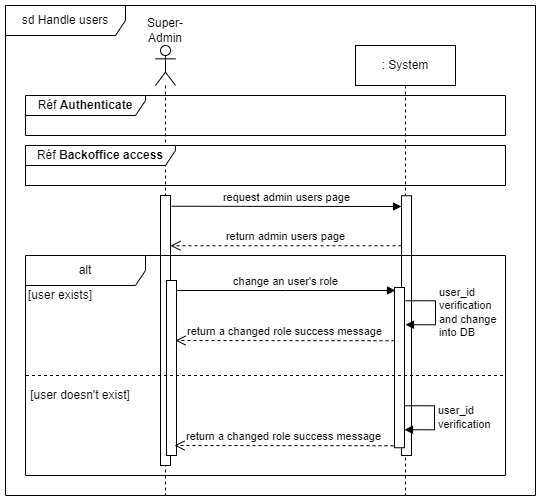 sd Handle users
Super-
Admin
: System
Réf Authenticate
Réf Backoffice access
request admin users page
return admin users page
alt
[user exists]
change an user's role
user_id
verification
and change
into DB
return a changed role success message
[user doesn't exist]
user_id
verification
return a changed role success message